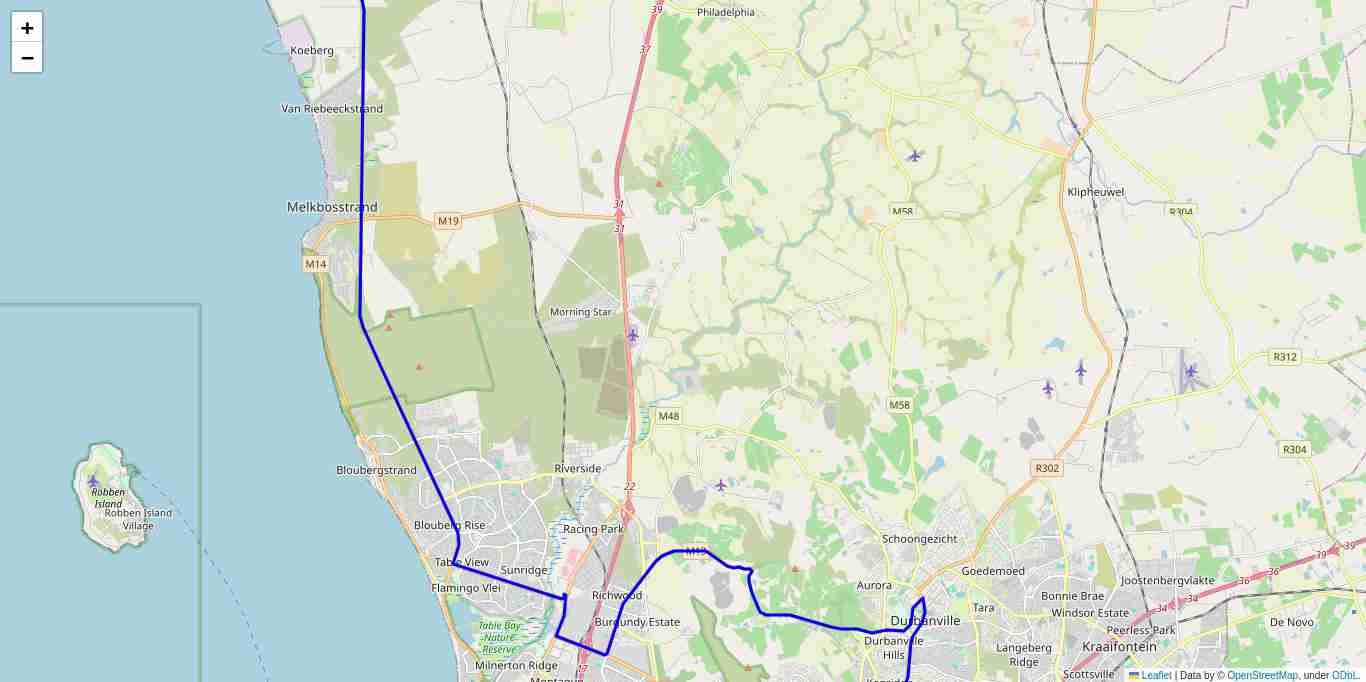 +
−
39
Philadelphia
37
Koeberg
Van Riebeeckstrand
M58
Klipheuwel
R304
Melkbosstrand
M19
31
31
M14
Morning Star
R312
M48
M58
R304
Bloubergstrand
Riverside
R302
22
Robben
Island
Robben Island
Village
Blouberg Rise
Racing Park
Schoongezicht
M13
39
Table View
Sunridge
Goedemoed
Joostenbergvlakte
36
36
Flamingo Vlei
Richwood
Aurora
Bonnie Brae
34
34
Tara
Windsor Estate
Table Bay
Nature
Reserve
Burgundy Estate
Durbanville
De Novo
Peerless Park
Durbanville
Hills
Langeberg
Ridge
Kraaifontein
Milnerton Ridge
17
Scottsville
Montague
Kenridge
Leaflet | Data by © OpenStreetMap, under ODbL.